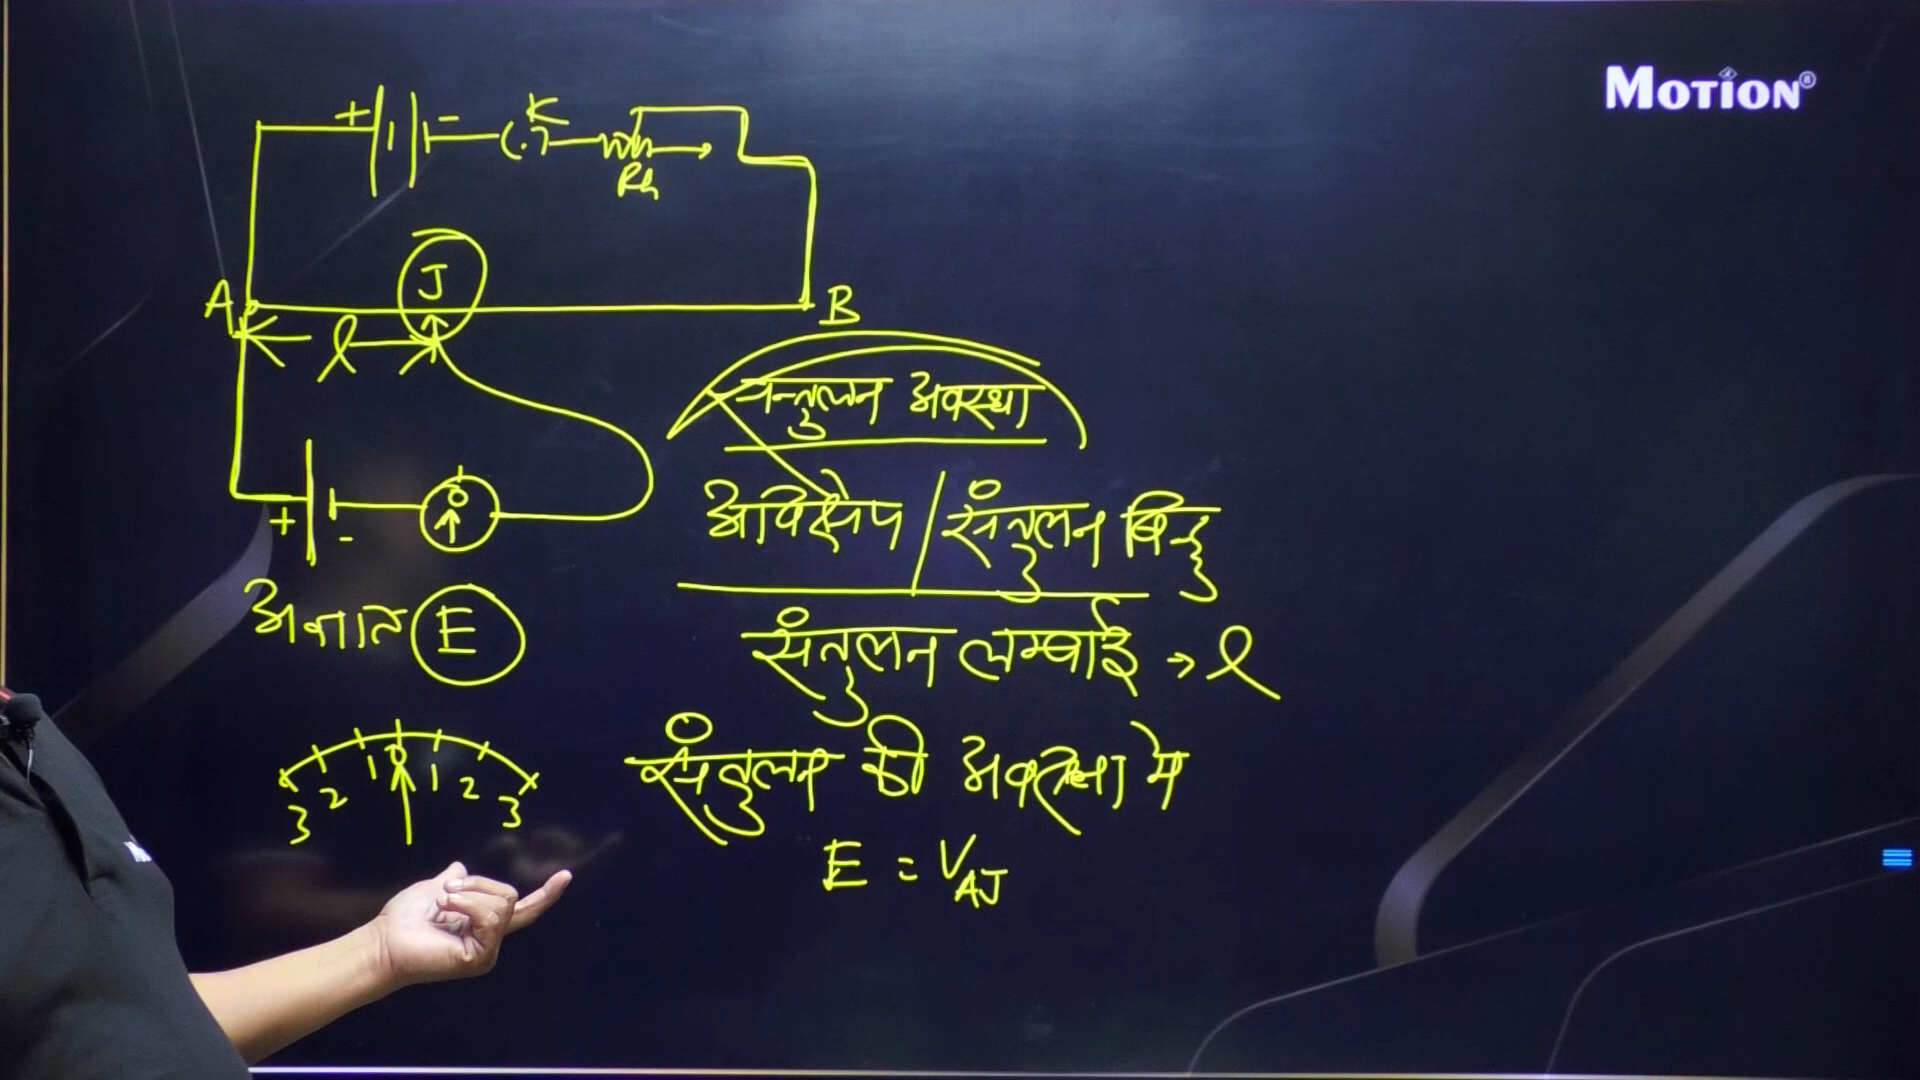 MOTION®
+ - K
Rh
J
A B
l
सन्तुलन अवस्था
अविक्षेप / संतुलन बिन्दु
+ - 0
अज्ञात E
संतुलन लम्बाई → l
3 2 1 0 1 2 3
संतुलन की अवस्था में
E = V_AJ